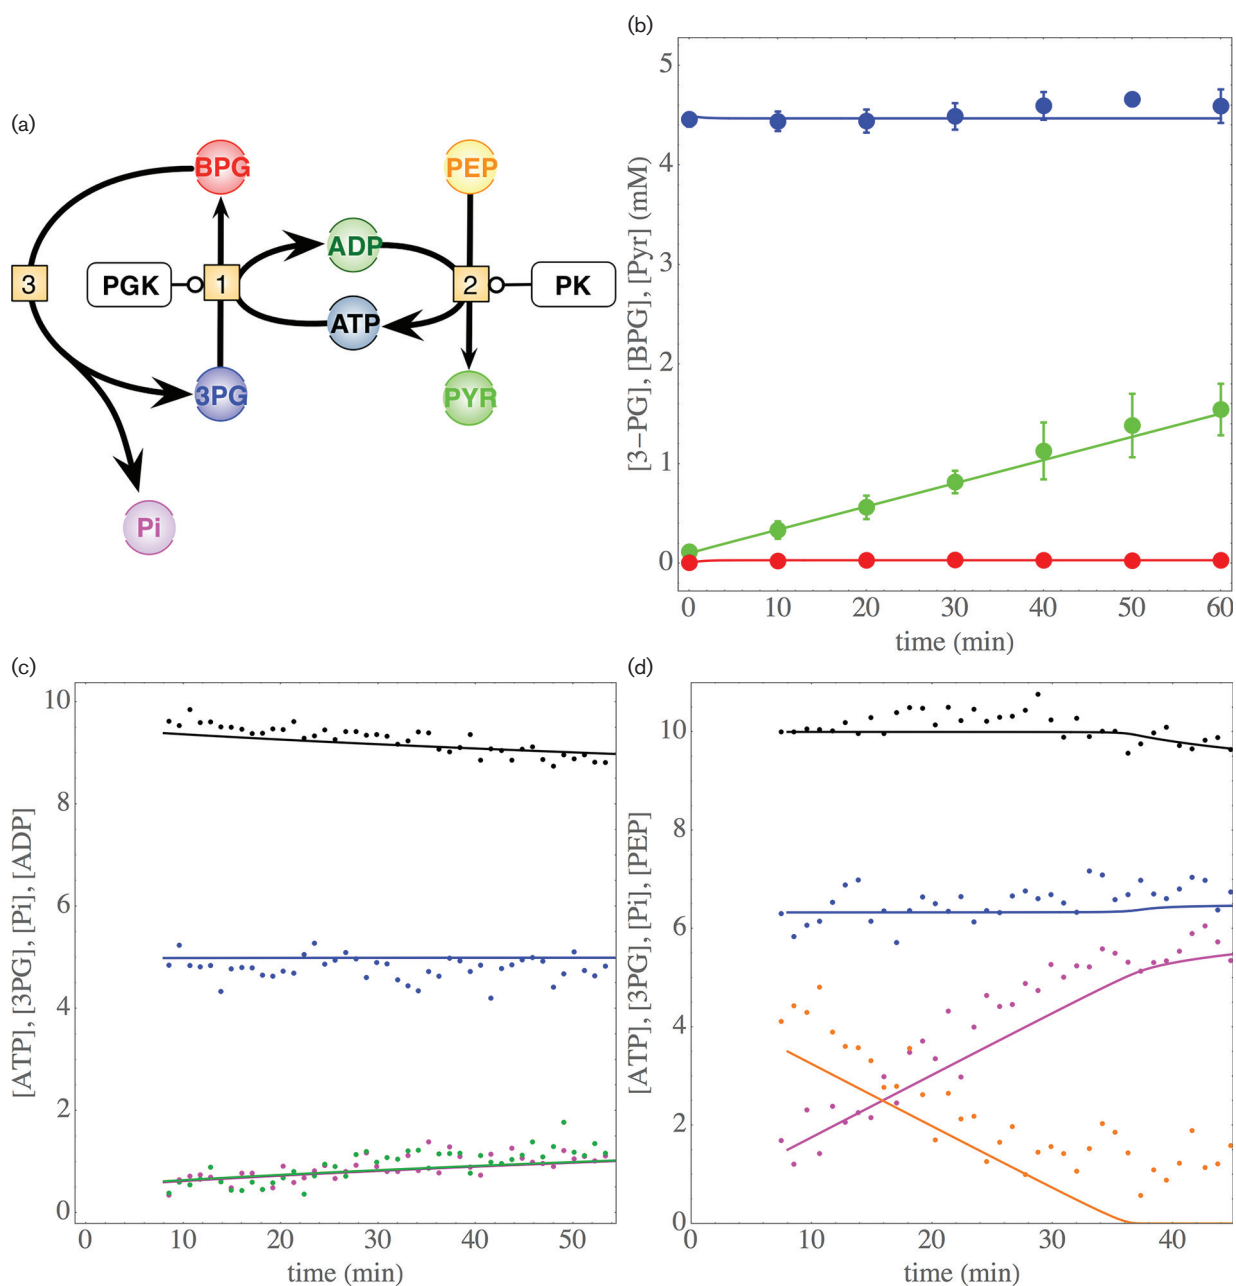 (a)
BPG
PEP
ADP
3
PGK
1
2
PK
ATP
3PG
PYR
Pi
(b)
[3–PG], [BPG], [Pyr] (mM)
5
4
3
2
1
0
0 10 20 30 40 50 60
time (min)
(c)
[ATP], [3PG], [Pi], [ADP]
10
8
6
4
2
0
0 10 20 30 40 50
time (min)
(d)
[ATP], [3PG], [Pi], [PEP]
10
8
6
4
2
0
0 10 20 30 40
time (min)